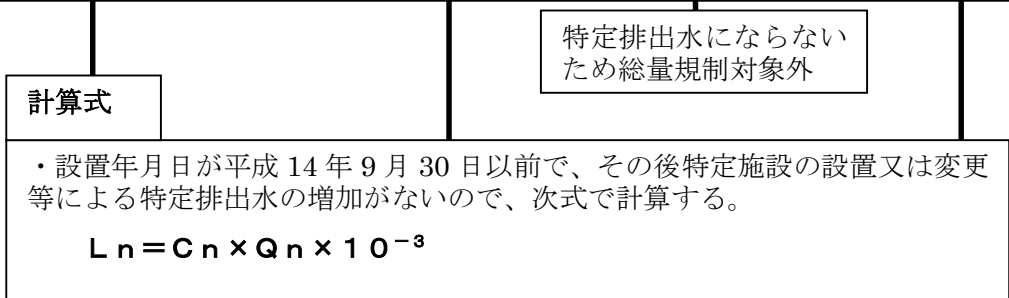 特定排出水にならない
ため総量規制対象外
計算式
・設置年月日が平成 14 年 9 月 30 日以前で、その後特定施設の設置又は変更
等による特定排出水の増加がないので、次式で計算する。
Ｌｎ＝Ｃｎ×Ｑｎ×１０⁻³